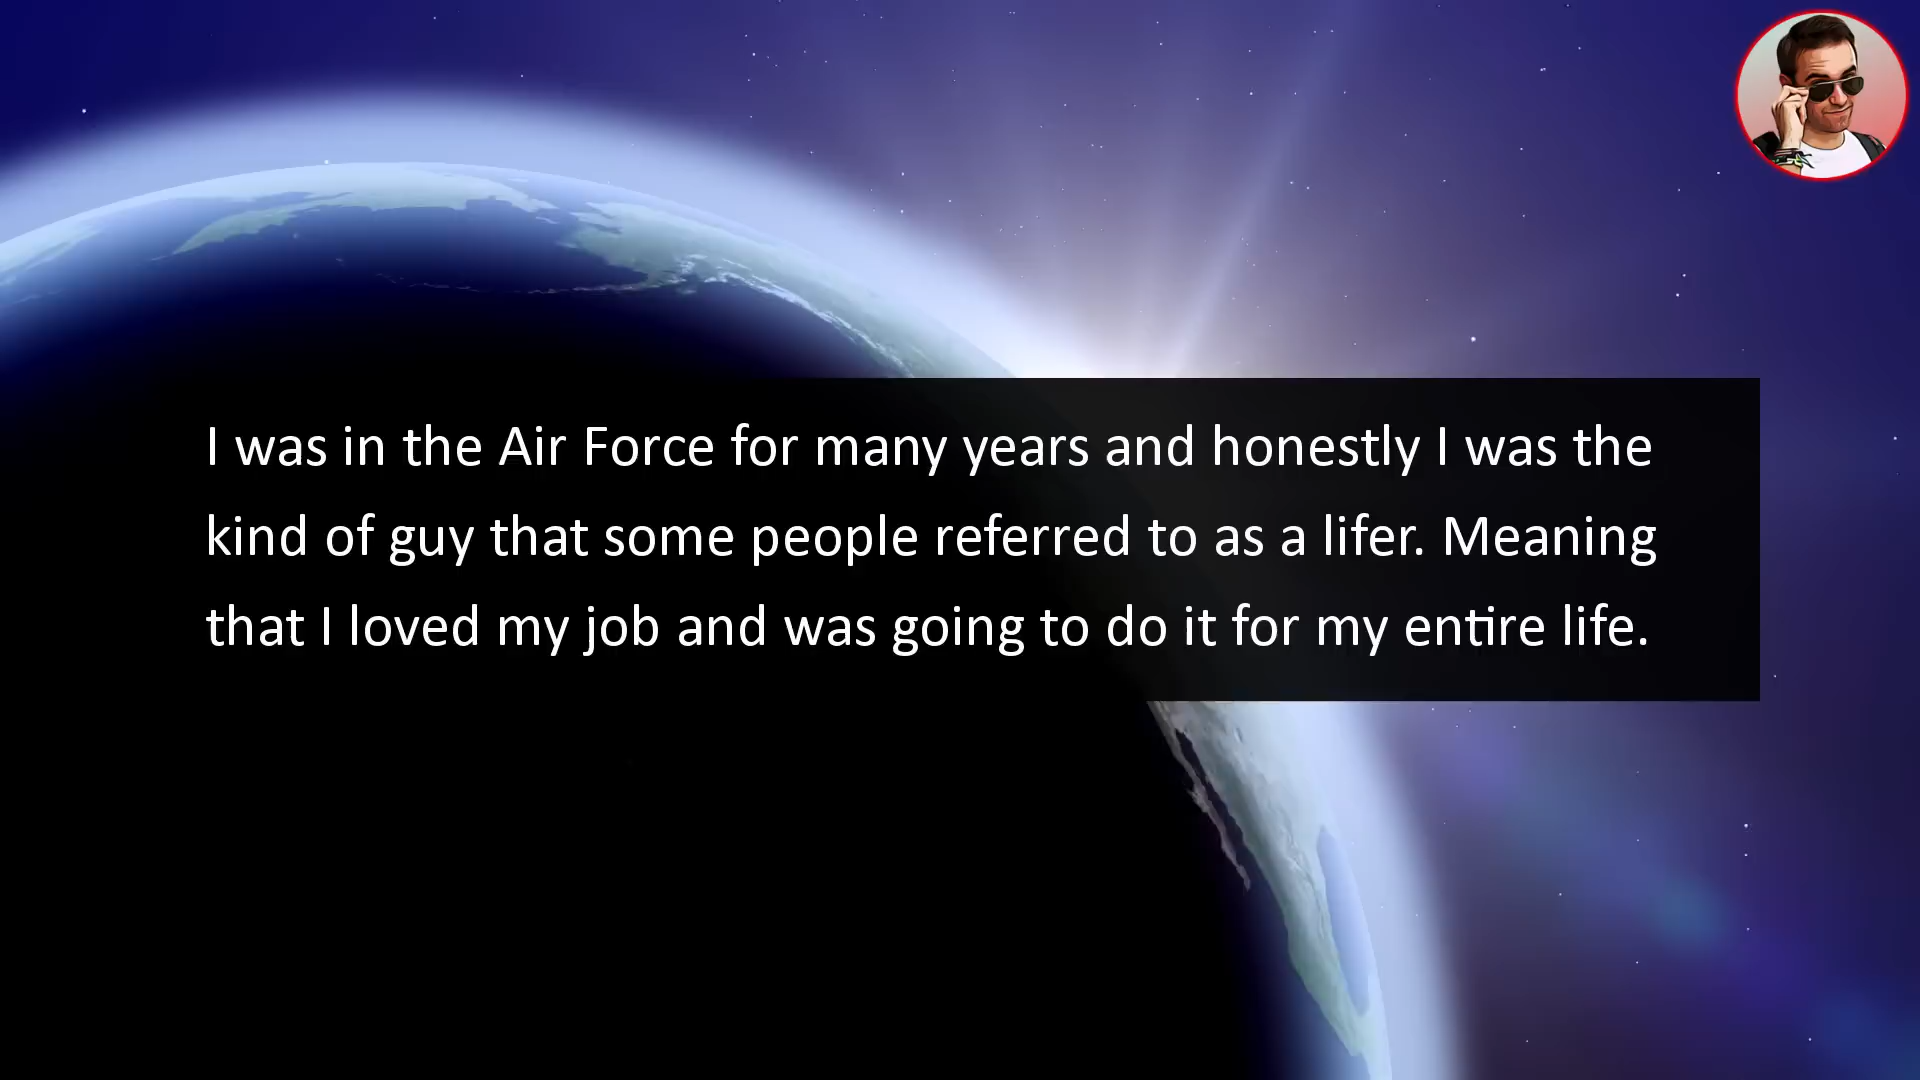 I was in the Air Force for many years and honestly I was the
kind of guy that some people referred to as a lifer. Meaning
that I loved my job and was going to do it for my entire life.